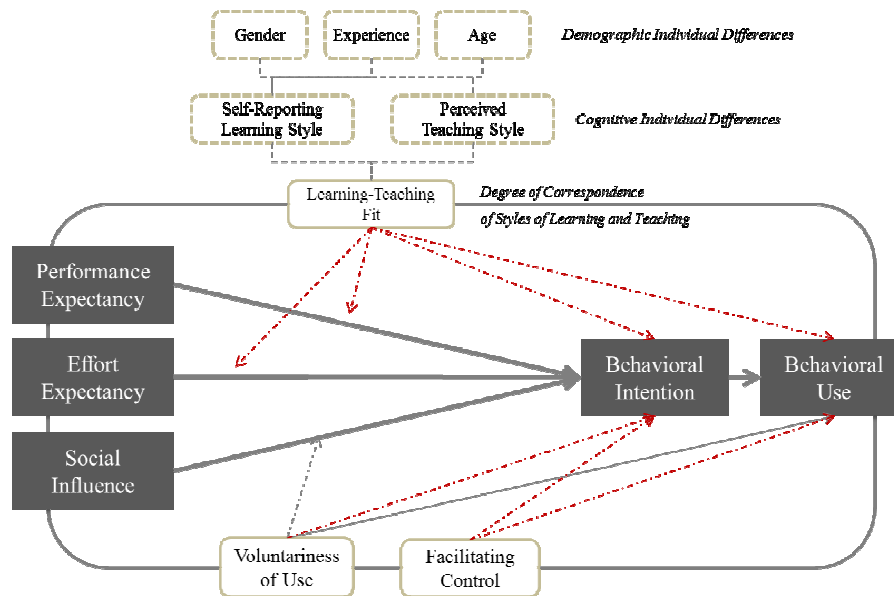 Gender
Experience
Age
Demographic Individual Differences
Self-Reporting
Learning Style
Perceived
Teaching Style
Cognitive Individual Differences
Learning-Teaching
Fit
Degree of Correspondence
of Styles of Learning and Teaching
Performance
Expectancy
Effort
Expectancy
Behavioral
Intention
Behavioral
Use
Social
Influence
Voluntariness
of Use
Facilitating
Control